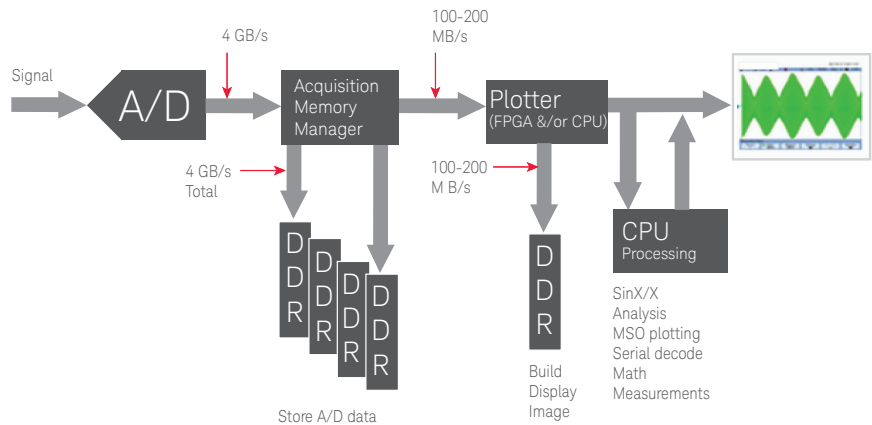 Signal
A/D
4 GB/s
Acquisition
Memory
Manager
100-200
MB/s
Plotter
(FPGA &/or CPU)
4 GB/s
Total
100-200
M B/s
CPU
Processing
D
D
R
D
D
R
D
D
R
D
D
R
Store A/D data
D
D
R
Build
Display
Image
SinX/X
Analysis
MSO plotting
Serial decode
Math
Measurements